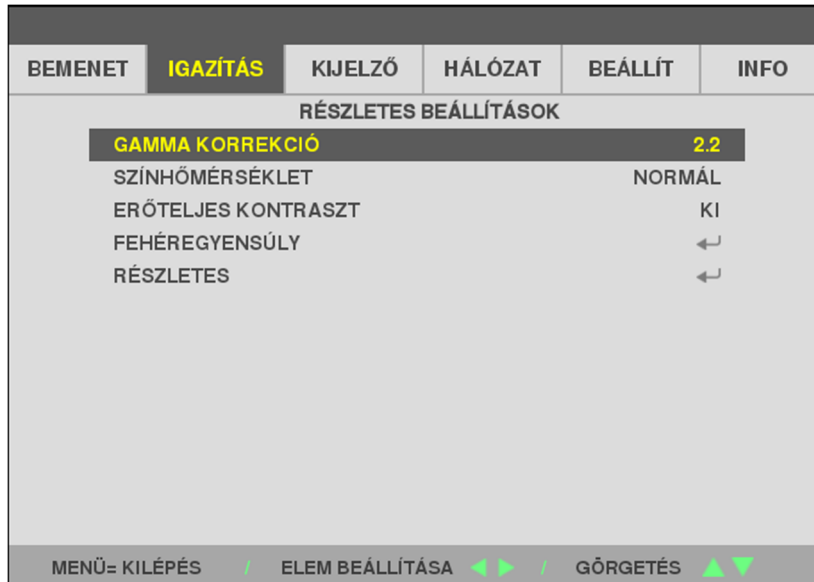 BEMENET IGAZÍTÁS KIJELZŐ HÁLÓZAT BEÁLLÍT INFO
RÉSZLETES BEÁLLÍTÁSOK
GAMMA KORREKCIÓ 2.2
SZÍNHŐMÉRSÉKLET NORMÁL
ERŐTELJES KONTRASZT KI
FEHÉREGYENSÚLY
RÉSZLETES
MENÜ= KILÉPÉS / ELEM BEÁLLÍTÁSA / GÖRGETÉS